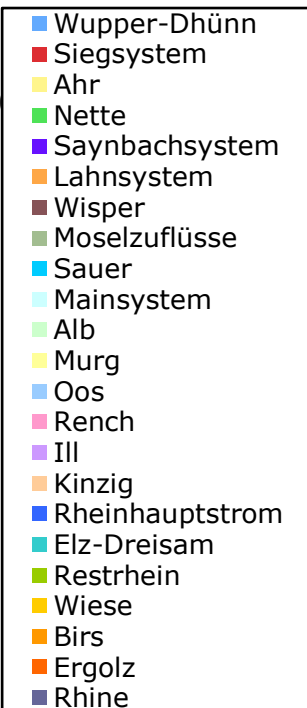 Wupper-Dhünn
Siegsystem
Ahr
Nette
Saynbachsystem
Lahnsystem
Wisper
Moselzuflüsse
Sauer
Mainsystem
Alb
Murg
Oos
Rench
Ill
Kinzig
Rheinhauptstrom
Elz-Dreisam
Restrhein
Wiese
Birs
Ergolz
Rhine